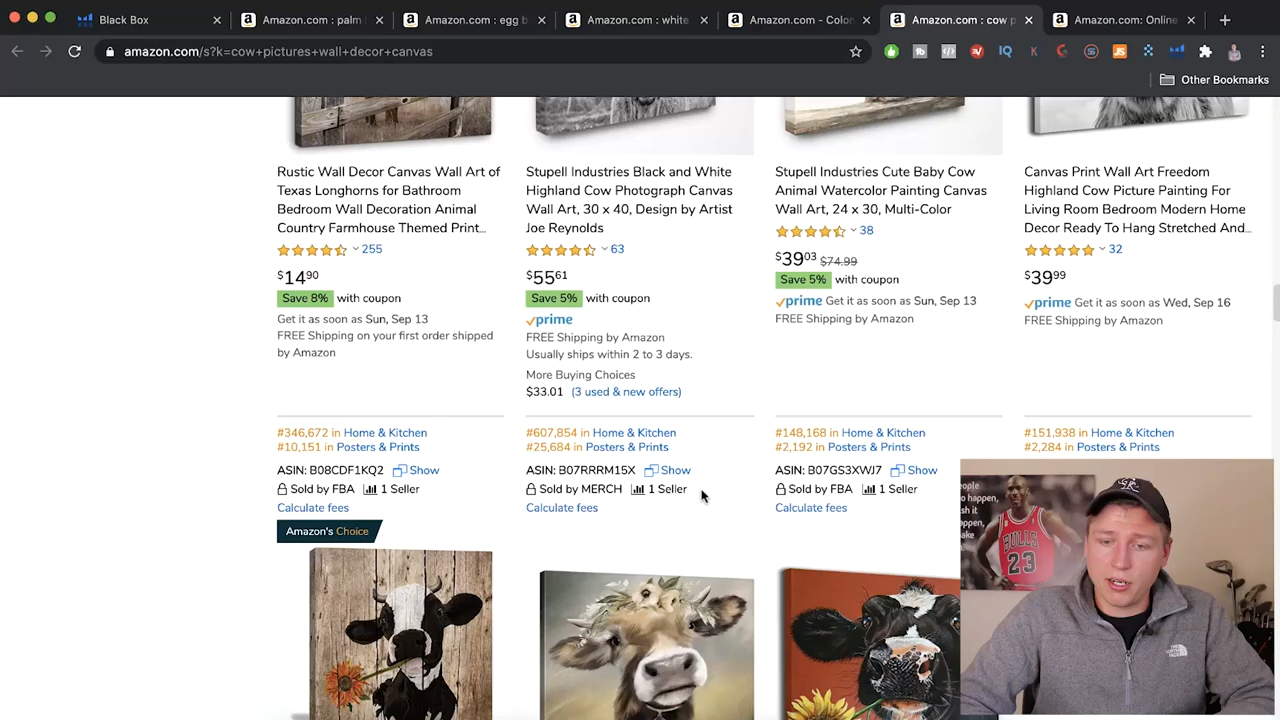 Black Box
Amazon.com : palm
Amazon.com : egg b
Amazon.com : white
Amazon.com - Color
Amazon.com : cow p
Amazon.com: Online
amazon.com/s?k=cow+pictures+wall+decor+canvas
Other Bookmarks
Rustic Wall Decor Canvas Wall Art of
Texas Longhorns for Bathroom
Bedroom Wall Decoration Animal
Country Farmhouse Themed Print...
255
$14 90
Save 8% with coupon
Get it as soon as Sun, Sep 13
FREE Shipping on your first order shipped
by Amazon
#346,672 in Home & Kitchen
#10,151 in Posters & Prints
ASIN: B08CDF1KQ2 Show
Sold by FBA 1 Seller
Calculate fees
Amazon's Choice
Stupell Industries Black and White
Highland Cow Photograph Canvas
Wall Art, 30 x 40, Design by Artist
Joe Reynolds
63
$55 61
Save 5% with coupon
prime
FREE Shipping by Amazon
Usually ships within 2 to 3 days.
More Buying Choices
$33.01 (3 used & new offers)
#607,854 in Home & Kitchen
#25,684 in Posters & Prints
ASIN: B07RRRM15X Show
Sold by MERCH 1 Seller
Calculate fees
Stupell Industries Cute Baby Cow
Animal Watercolor Painting Canvas
Wall Art, 24 x 30, Multi-Color
38
$39 03 $74.99
Save 5% with coupon
prime Get it as soon as Sun, Sep 13
FREE Shipping by Amazon
#148,168 in Home & Kitchen
#2,192 in Posters & Prints
ASIN: B07GS3XWJ7 Show
Sold by FBA 1 Seller
Calculate fees
Canvas Print Wall Art Freedom
Highland Cow Picture Painting For
Living Room Bedroom Modern Home
Decor Ready To Hang Stretched And...
32
$39 99
prime Get it as soon as Wed, Sep 16
FREE Shipping by Amazon
#151,938 in Home & Kitchen
#2,284 in Posters & Prints
people
to happen,
sh it
happen,
make
BULLS
23